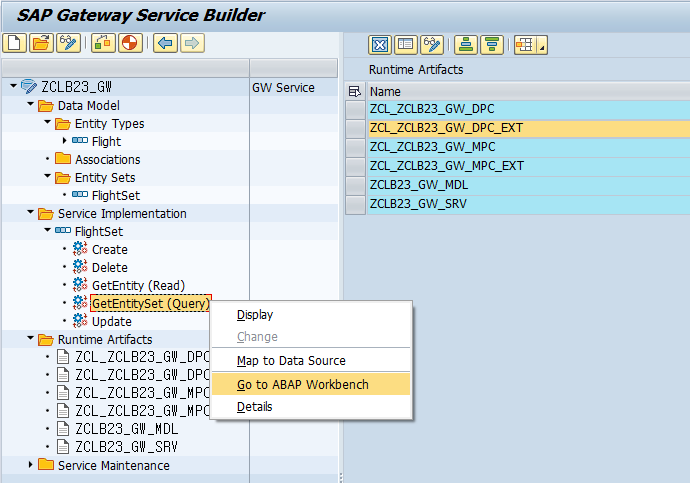 SAP Gateway Service Builder
ZCLB23_GW GW Service
Data Model
Entity Types
Flight
Associations
Entity Sets
FlightSet
Service Implementation
FlightSet
Create
Delete
GetEntity (Read)
GetEntitySet (Query)
Update
Runtime Artifacts
ZCL_ZCLB23_GW_DPC
ZCL_ZCLB23_GW_DPC
ZCL_ZCLB23_GW_MPC
ZCL_ZCLB23_GW_MPC
ZCLB23_GW_MDL
ZCLB23_GW_SRV
Service Maintenance
Display
Change
Map to Data Source
Go to ABAP Workbench
Details
Runtime Artifacts
Name
ZCL_ZCLB23_GW_DPC
ZCL_ZCLB23_GW_DPC_EXT
ZCL_ZCLB23_GW_MPC
ZCL_ZCLB23_GW_MPC_EXT
ZCLB23_GW_MDL
ZCLB23_GW_SRV